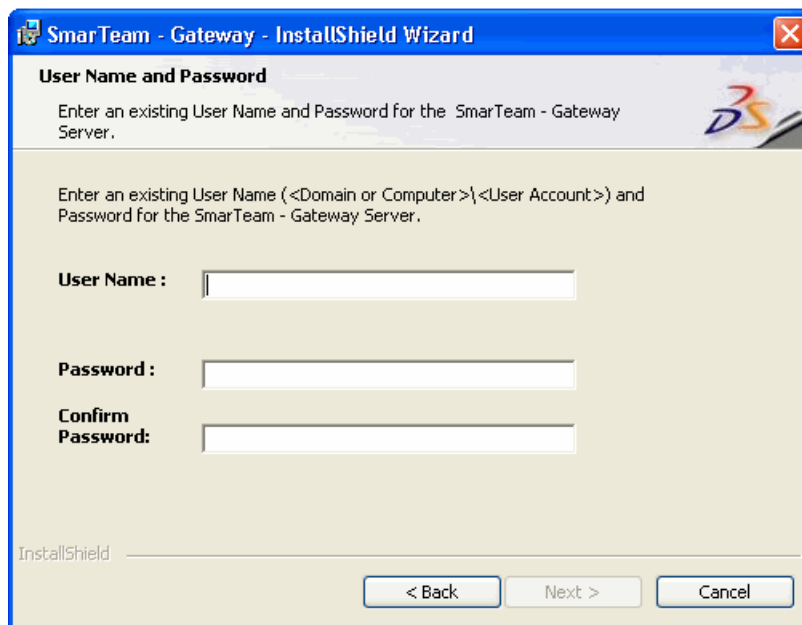 SmarTeam - Gateway - InstallShield Wizard
User Name and Password
Enter an existing User Name and Password for the SmarTeam - Gateway
Server.
Enter an existing User Name (<Domain or Computer>\<User Account>) and
Password for the SmarTeam - Gateway Server.
User Name :
Password :
Confirm
Password:
InstallShield
< Back
Next >
Cancel